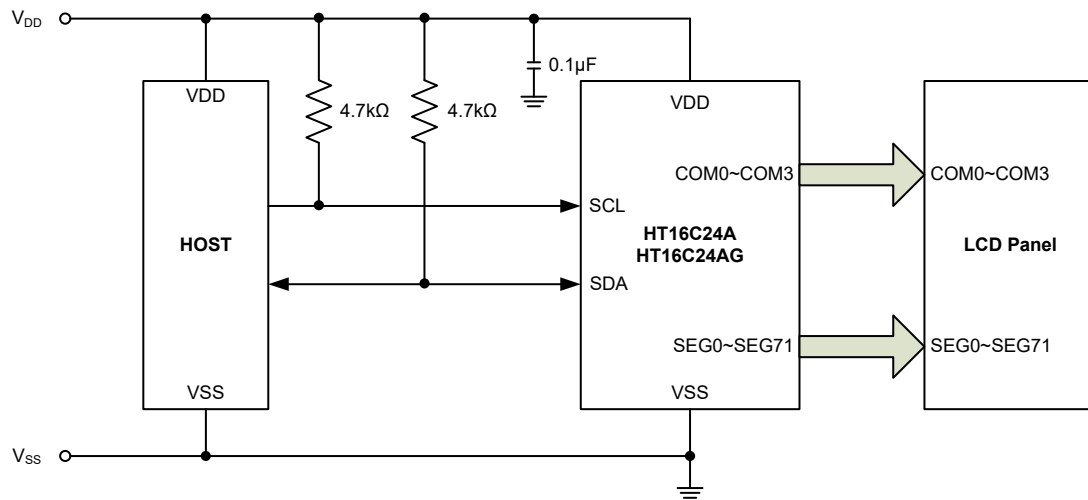 VDD
VDD
4.7kΩ
4.7kΩ
0.1µF
VDD
COM0~COM3
COM0~COM3
SCL
HOST
HT16C24A
HT16C24AG
LCD Panel
SDA
SEG0~SEG71
SEG0~SEG71
VSS
VSS
VSS